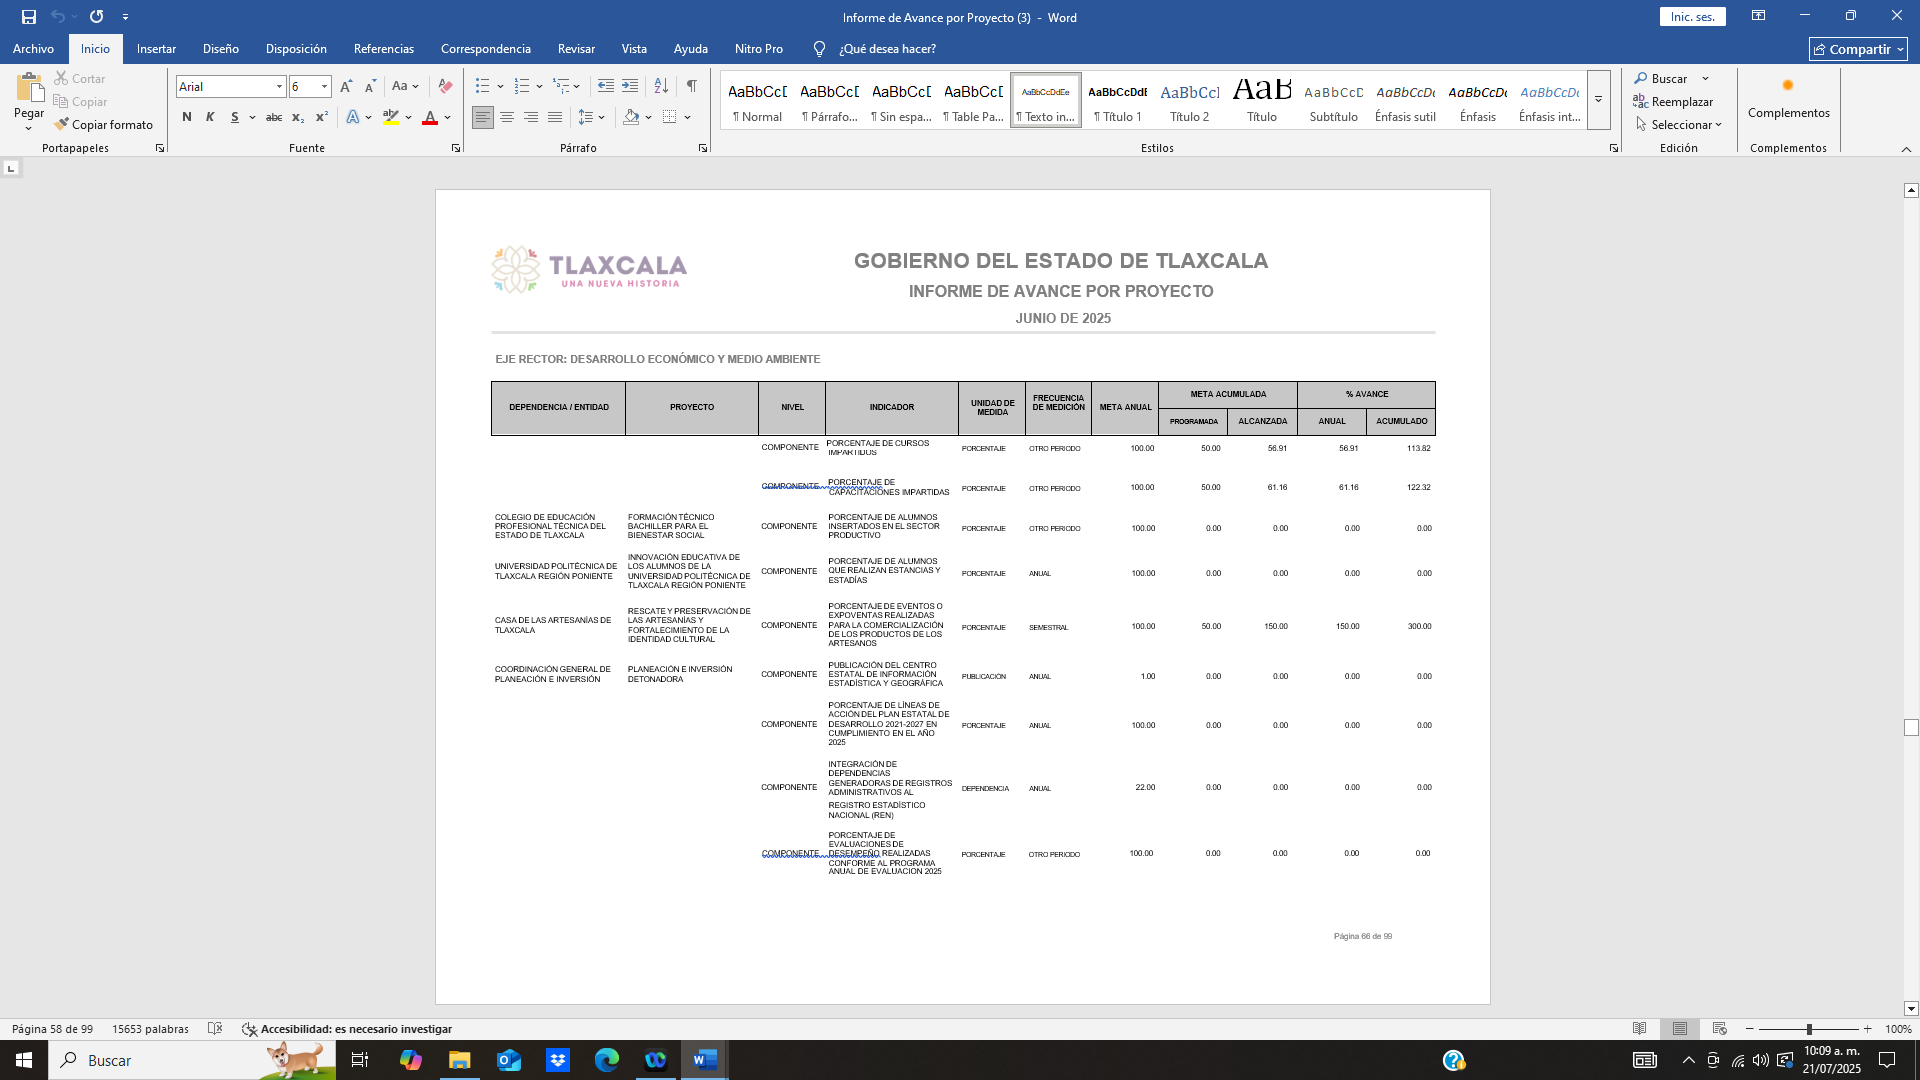 Informe de Avance por Proyecto (3) - Word
Inic. ses.
Archivo Inicio Insertar Diseño Disposición Referencias Correspondencia Revisar Vista Ayuda Nitro Pro ¿Qué desea hacer? Compartir
Pegar
Cortar
Copiar
Copiar formato
Portapapeles
Arial 6
Aa
N K S abc x₂ x²
Fuente
Párrafo
AaBbCcDdEe
¶ Normal ¶ Párrafo... ¶ Sin espa... ¶ Table Pa... ¶ Texto in... ¶ Título 1 Título 2 Título Subtítulo Énfasis sutil Énfasis Énfasis int...
Estilos
Buscar
Reemplazar
Seleccionar
Edición
Complementos
Complementos
TLAXCALA
UNA NUEVA HISTORIA
GOBIERNO DEL ESTADO DE TLAXCALA
INFORME DE AVANCE POR PROYECTO
JUNIO DE 2025
EJE RECTOR: DESARROLLO ECONÓMICO Y MEDIO AMBIENTE
DEPENDENCIA / ENTIDAD
PROYECTO
NIVEL
INDICADOR
UNIDAD DE
MEDIDA
FRECUENCIA
DE MEDICIÓN
META ANUAL
META ACUMULADA
PROGRAMADA ALCANZADA
% AVANCE
ANUAL ACUMULADO
COMPONENTE
PORCENTAJE DE CURSOS
IMPARTIDOS
PORCENTAJE OTRO PERIODO 100.00 50.00 56.91 56.91 113.82
COMPONENTE
PORCENTAJE DE
CAPACITACIONES IMPARTIDAS
PORCENTAJE OTRO PERIODO 100.00 50.00 61.16 61.16 122.32
COLEGIO DE EDUCACIÓN
PROFESIONAL TÉCNICA DEL
ESTADO DE TLAXCALA
FORMACIÓN TÉCNICO
BACHILLER PARA EL
BIENESTAR SOCIAL
COMPONENTE
PORCENTAJE DE ALUMNOS
INSERTADOS EN EL SECTOR
PRODUCTIVO
PORCENTAJE OTRO PERIODO 100.00 0.00 0.00 0.00 0.00
UNIVERSIDAD POLITÉCNICA DE
TLAXCALA REGIÓN PONIENTE
INNOVACIÓN EDUCATIVA DE
LOS ALUMNOS DE LA
UNIVERSIDAD POLITÉCNICA DE
TLAXCALA REGIÓN PONIENTE
COMPONENTE
PORCENTAJE DE ALUMNOS
QUE REALIZAN ESTANCIAS Y
ESTADÍAS
PORCENTAJE ANUAL 100.00 0.00 0.00 0.00 0.00
CASA DE LAS ARTESANÍAS DE
TLAXCALA
RESCATE Y PRESERVACIÓN DE
LAS ARTESANÍAS Y
FORTALECIMIENTO DE LA
IDENTIDAD CULTURAL
COMPONENTE
PORCENTAJE DE EVENTOS O
EXPOVENTAS REALIZADAS
PARA LA COMERCIALIZACIÓN
DE LOS PRODUCTOS DE LOS
ARTESANOS
PORCENTAJE SEMESTRAL 100.00 50.00 150.00 150.00 300.00
COORDINACIÓN GENERAL DE
PLANEACIÓN E INVERSIÓN
PLANEACIÓN E INVERSIÓN
DETONADORA
COMPONENTE
PUBLICACIÓN DEL CENTRO
ESTATAL DE INFORMACIÓN
ESTADÍSTICA Y GEOGRÁFICA
PUBLICACIÓN ANUAL 1.00 0.00 0.00 0.00 0.00
COMPONENTE
PORCENTAJE DE LÍNEAS DE
ACCIÓN DEL PLAN ESTATAL DE
DESARROLLO 2021-2027 EN
CUMPLIMIENTO EN EL AÑO
2025
PORCENTAJE ANUAL 100.00 0.00 0.00 0.00 0.00
COMPONENTE
INTEGRACIÓN DE
DEPENDENCIAS
GENERADORAS DE REGISTROS
ADMINISTRATIVOS AL
REGISTRO ESTADÍSTICO
NACIONAL (REN)
DEPENDENCIA ANUAL 22.00 0.00 0.00 0.00 0.00
COMPONENTE
PORCENTAJE DE
EVALUACIONES DE
DESEMPEÑO REALIZADAS
CONFORME AL PROGRAMA
ANUAL DE EVALUACION 2025
PORCENTAJE OTRO PERIODO 100.00 0.00 0.00 0.00 0.00
Página 66 de 99
Página 58 de 99 15653 palabras Accesibilidad: es necesario investigar 100%
Buscar
10:09 a. m.
21/07/2025